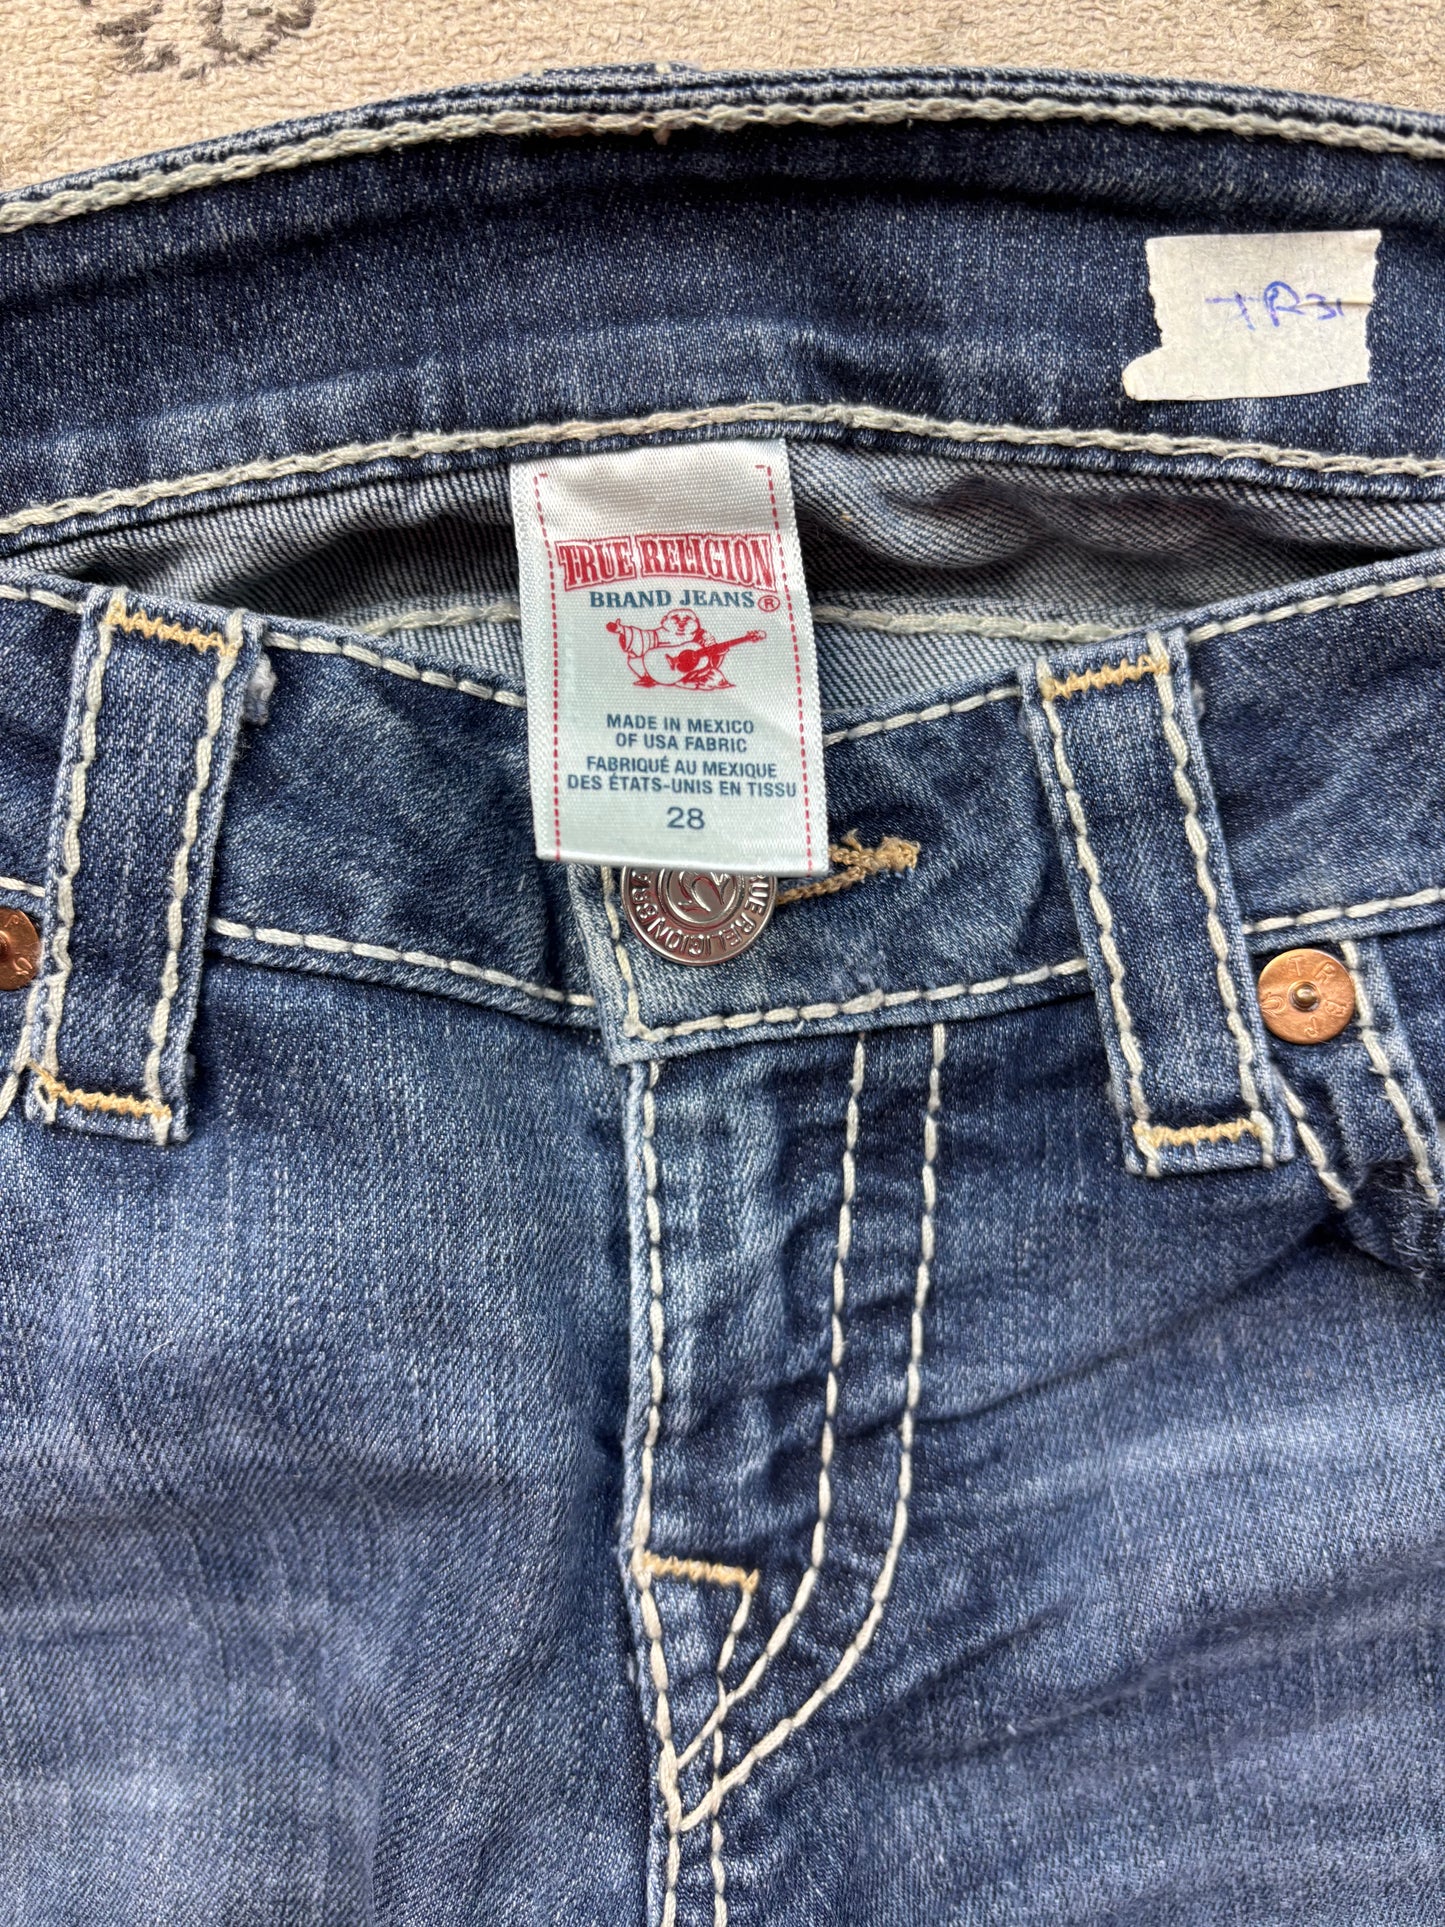 TR31
TRUE RELIGION
BRAND JEANS®
MADE IN MEXICO
OF USA FABRIC
FABRIQUÉ AU MEXIQUE
DES ÉTATS-UNIS EN TISSU
28
TRUE RELIGION